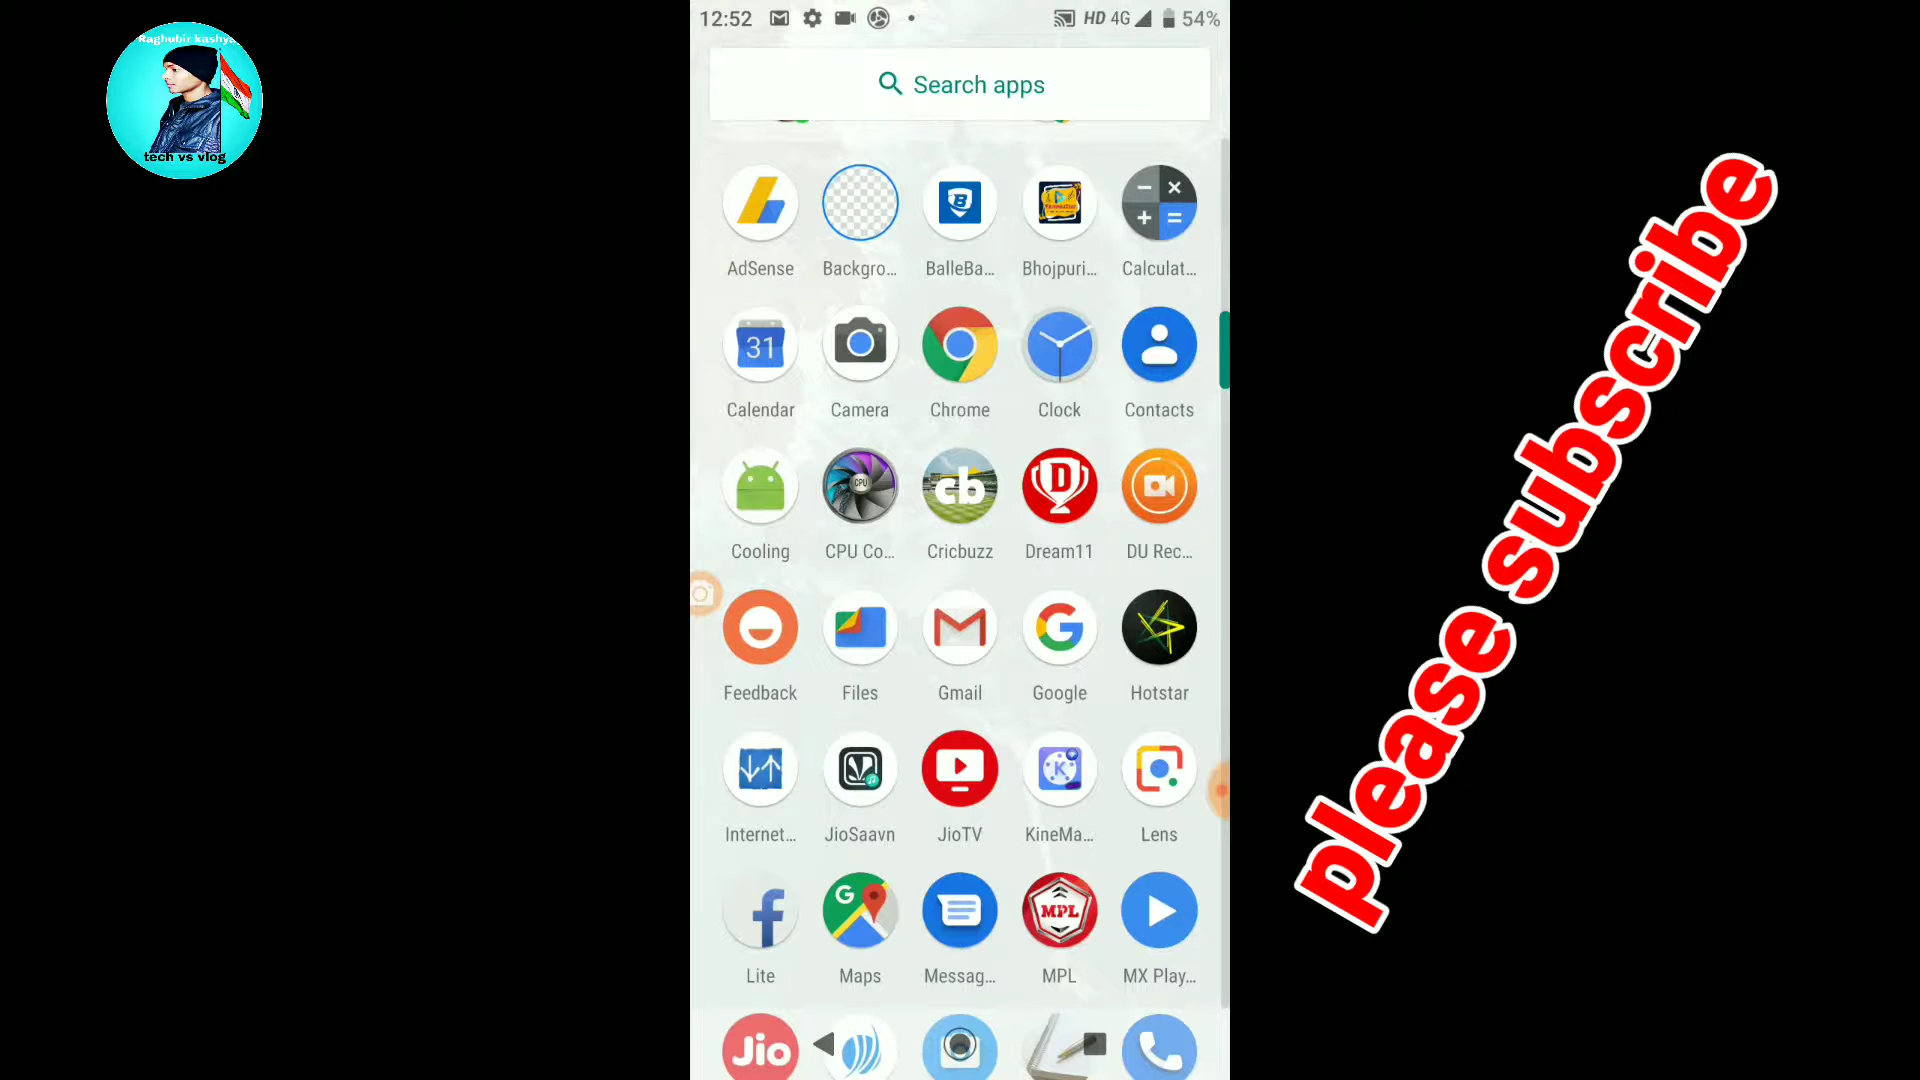 12:52 HD 4G 54%
Raghubir kashya
tech vs vlog
Search apps
AdSense Backgro... BalleBa... Bhojpuri... Calculat...
31
Calendar Camera Chrome Clock Contacts
CPU cb D
Cooling CPU Co... Cricbuzz Dream11 DU Rec...
Feedback Files Gmail Google Hotstar
K
Internet... JioSaavn JioTV KineMa... Lens
f G MPL
Lite Maps Messag... MPL MX Play...
Jio
please subscribe